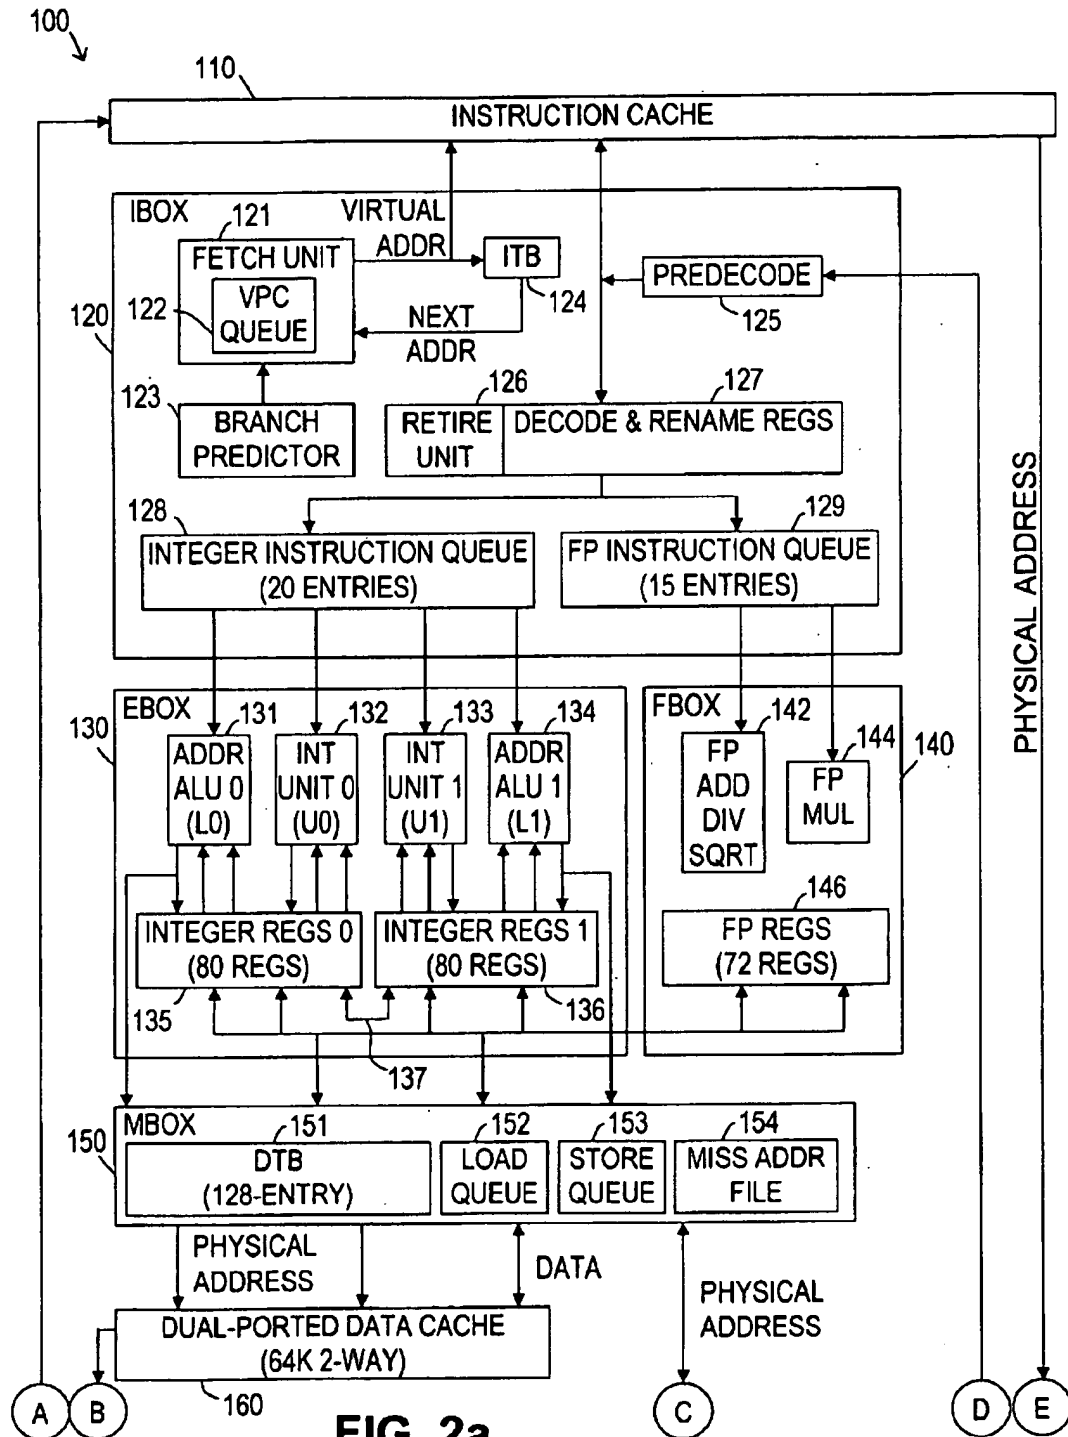 100
110
INSTRUCTION CACHE
IBOX
121
VIRTUAL
ADDR
FETCH UNIT
ITB
PREDECODE
122
VPC
QUEUE
124
125
120
NEXT
ADDR
123
126
127
BRANCH
PREDICTOR
RETIRE
UNIT
DECODE & RENAME REGS
128
129
INTEGER INSTRUCTION QUEUE
(20 ENTRIES)
FP INSTRUCTION QUEUE
(15 ENTRIES)
PHYSICAL ADDRESS
130
EBOX
131
132
133
134
FBOX
142
144
140
ADDR
ALU 0
(L0)
INT
UNIT 0
(U0)
INT
UNIT 1
(U1)
ADDR
ALU 1
(L1)
FP
ADD
DIV
SQRT
FP
MUL
146
INTEGER REGS 0
(80 REGS)
INTEGER REGS 1
(80 REGS)
FP REGS
(72 REGS)
135
136
137
150
MBOX
151
152
153
154
DTB
(128-ENTRY)
LOAD
QUEUE
STORE
QUEUE
MISS ADDR
FILE
PHYSICAL
ADDRESS
DATA
PHYSICAL
ADDRESS
DUAL-PORTED DATA CACHE
(64K 2-WAY)
160
A
B
C
D
E
FIG. 2a